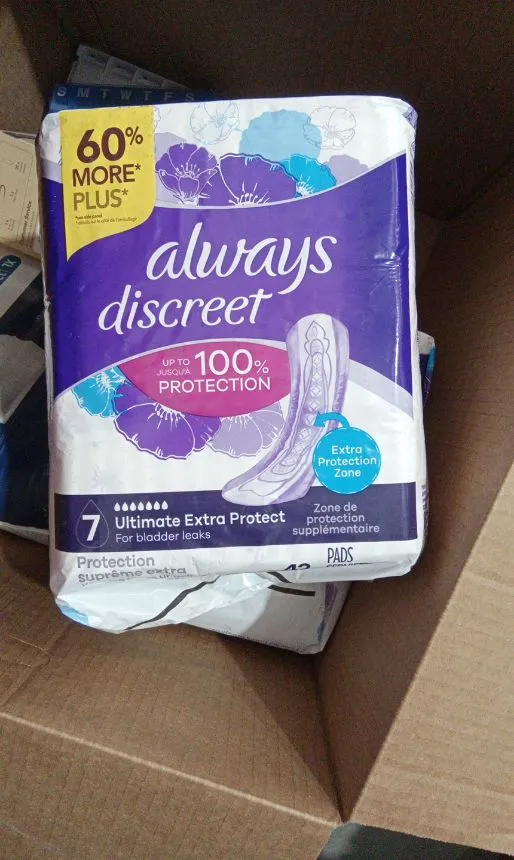 S M T W T F S
60%
MORE*
PLUS*
always
discreet
UP TO
JUSQU'À
100%
PROTECTION
Extra
Protection
Zone
7
Ultimate Extra Protect
For bladder leaks
Zone de
protection
supplémentaire
Protection
suprême extra
42
PADS